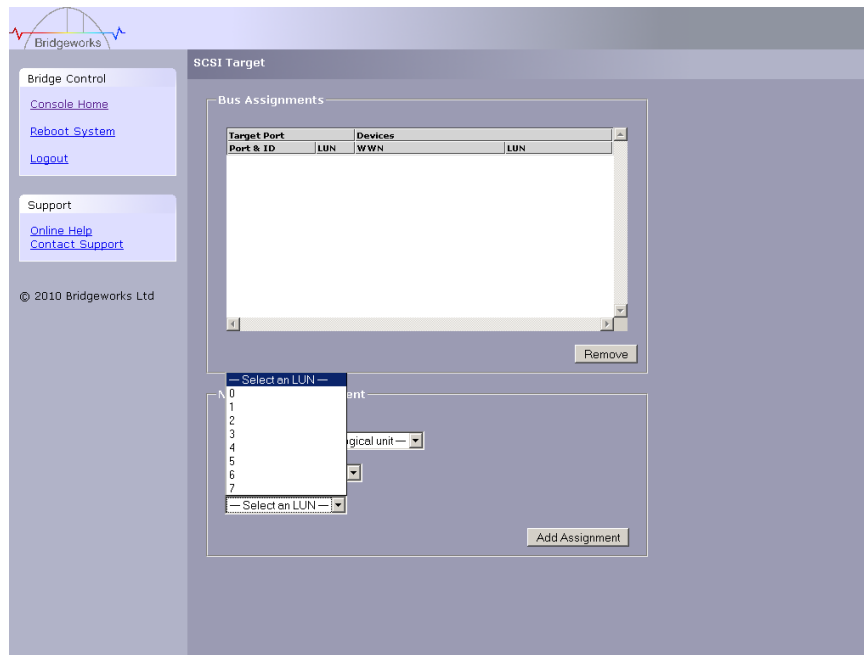 Bridgeworks
SCSI Target
Bridge Control
Console Home
Reboot System
Logout
Support
Online Help
Contact Support
© 2010 Bridgeworks Ltd
Bus Assignments
Target Port Devices
Port & ID LUN WWN LUN
Remove
— Select an LUN —
0
1
2
3
4
5
6
7
gical unit —
— Select an LUN —
Add Assignment